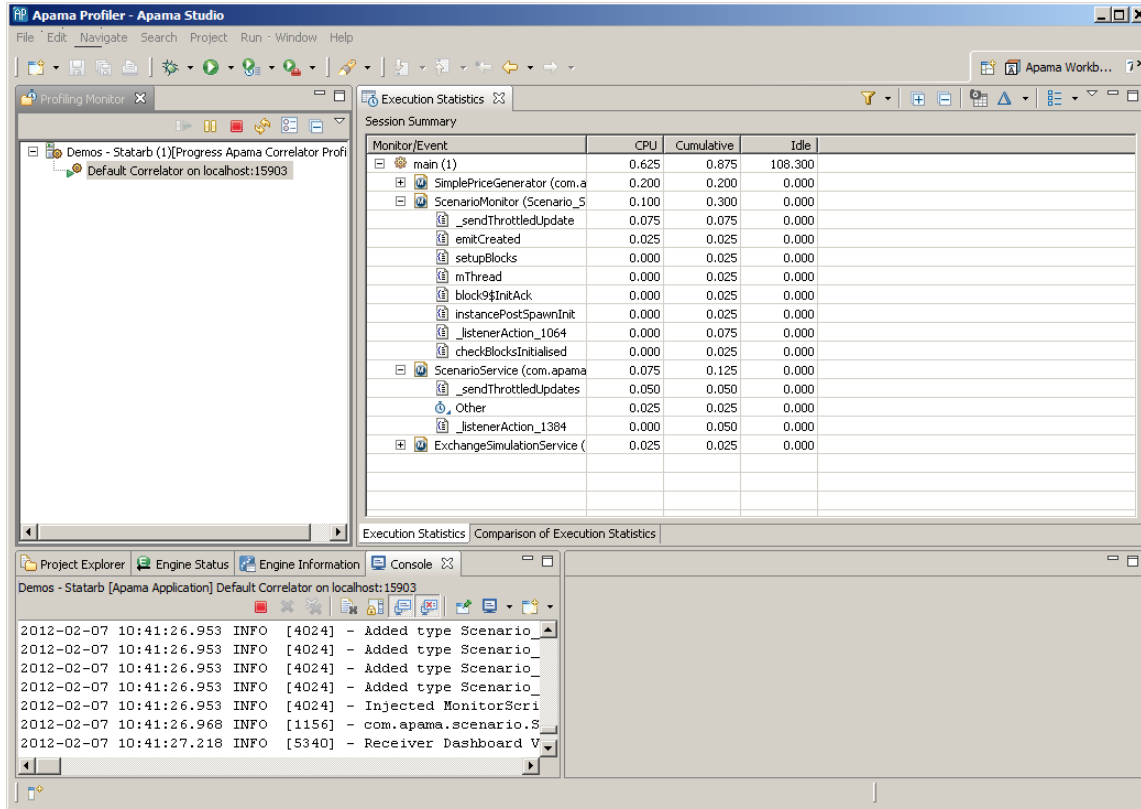 Apama Profiler - Apama Studio
File Edit Navigate Search Project Run Window Help
Apama Workb...
Profiling Monitor
Demos - Statarb (1)[Progress Apama Correlator Profi
Default Correlator on localhost:15903
Execution Statistics
Session Summary
Monitor/Event CPU Cumulative Idle
main (1) 0.625 0.875 108.300
SimplePriceGenerator (com.a 0.200 0.200 0.000
ScenarioMonitor (Scenario_S 0.100 0.300 0.000
_sendThrottledUpdate 0.075 0.075 0.000
emitCreated 0.025 0.025 0.000
setupBlocks 0.000 0.025 0.000
mThread 0.000 0.025 0.000
block9$InitAck 0.000 0.025 0.000
instancePostSpawnInit 0.000 0.025 0.000
_listenerAction_1064 0.000 0.075 0.000
checkBlocksInitialised 0.000 0.025 0.000
ScenarioService (com.apama 0.075 0.125 0.000
_sendThrottledUpdates 0.050 0.050 0.000
Other 0.025 0.025 0.000
_listenerAction_1384 0.000 0.050 0.000
ExchangeSimulationService ( 0.025 0.025 0.000
Execution Statistics Comparison of Execution Statistics
Project Explorer Engine Status Engine Information Console
Demos - Statarb [Apama Application] Default Correlator on localhost:15903
2012-02-07 10:41:26.953 INFO [4024] - Added type Scenario_
2012-02-07 10:41:26.953 INFO [4024] - Added type Scenario_
2012-02-07 10:41:26.953 INFO [4024] - Added type Scenario_
2012-02-07 10:41:26.953 INFO [4024] - Added type Scenario_
2012-02-07 10:41:26.953 INFO [4024] - Injected MonitorScri
2012-02-07 10:41:26.968 INFO [1156] - com.apama.scenario.S
2012-02-07 10:41:27.218 INFO [5340] - Receiver Dashboard V